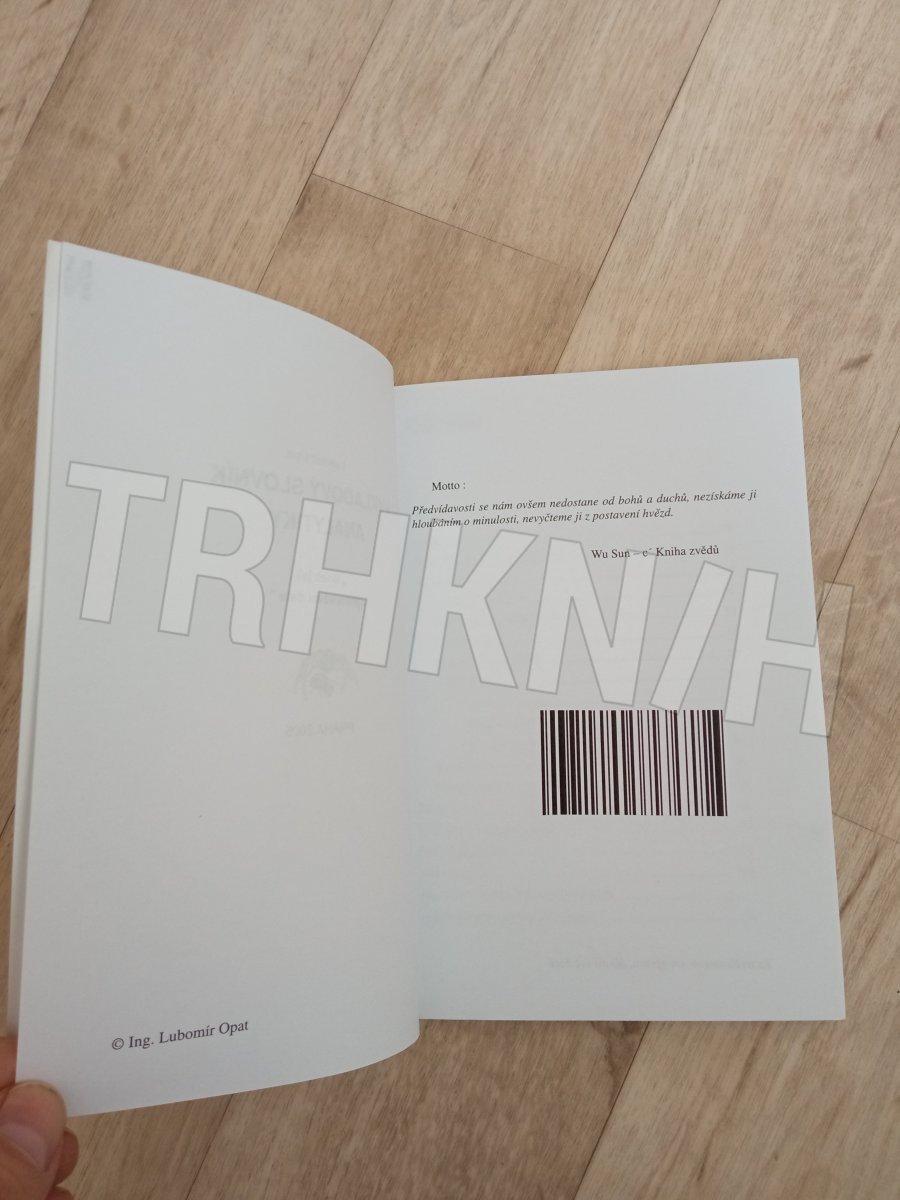 © Ing. Lubomír Opat
Motto :
Předvídavosti se nám ovšem nedostane od bohů a duchů, nezískáme ji
hloubáním o minulosti, nevyčteme ji z postavení hvězd.
Wu Sun – c´ Kniha zvědů
TRHKNIH